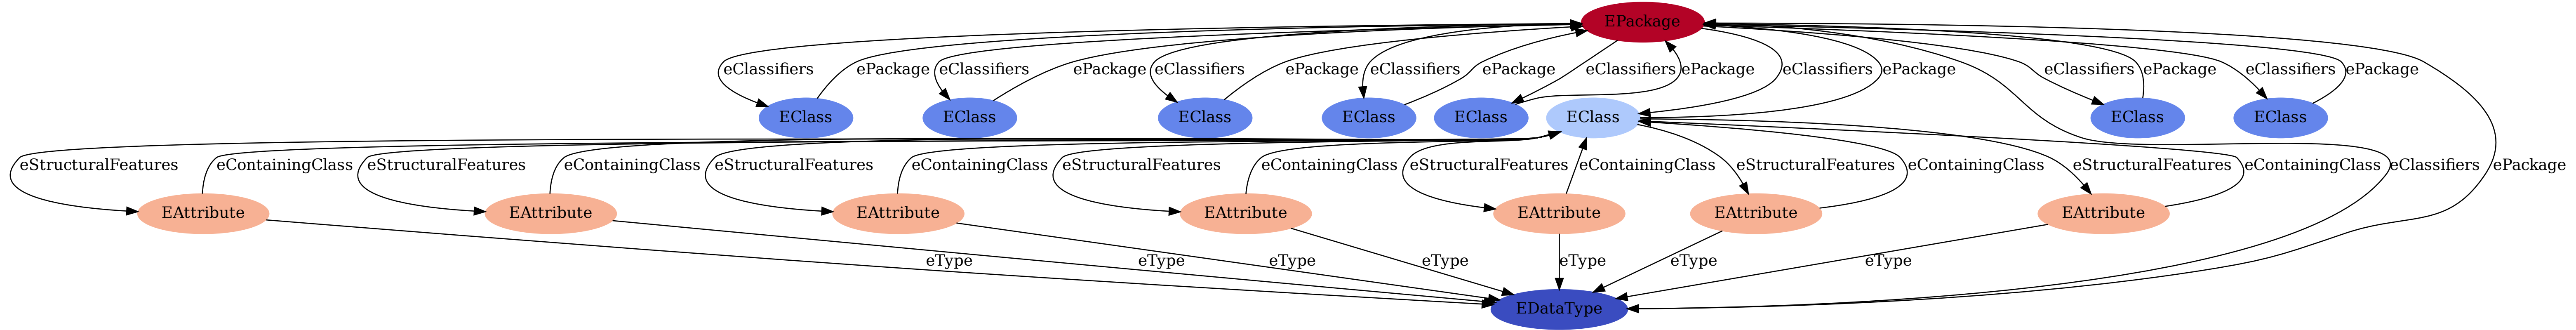 EPackage
eClassifiers ePackage eClassifiers ePackage eClassifiers ePackage eClassifiers ePackage eClassifiers ePackage eClassifiers ePackage eClassifiers ePackage eClassifiers ePackage
EClass EClass EClass EClass EClass EClass EClass EClass
eStructuralFeatures eContainingClass eStructuralFeatures eContainingClass eStructuralFeatures eContainingClass eStructuralFeatures eContainingClass eStructuralFeatures eContainingClass eStructuralFeatures eContainingClass eStructuralFeatures eContainingClass eClassifiers ePackage
EAttribute EAttribute EAttribute EAttribute EAttribute EAttribute EAttribute
eType eType eType eType eType eType eType
EDataType